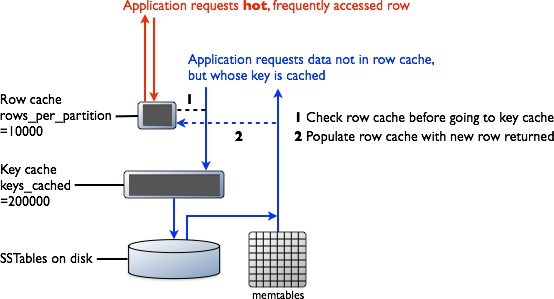 Application requests hot, frequently accessed row
Application requests data not in row cache,
but whose key is cached
Row cache
rows_per_partition
=10000
1
1 Check row cache before going to key cache
2
2 Populate row cache with new row returned
Key cache
keys_cached
=200000
SSTables on disk
memtables